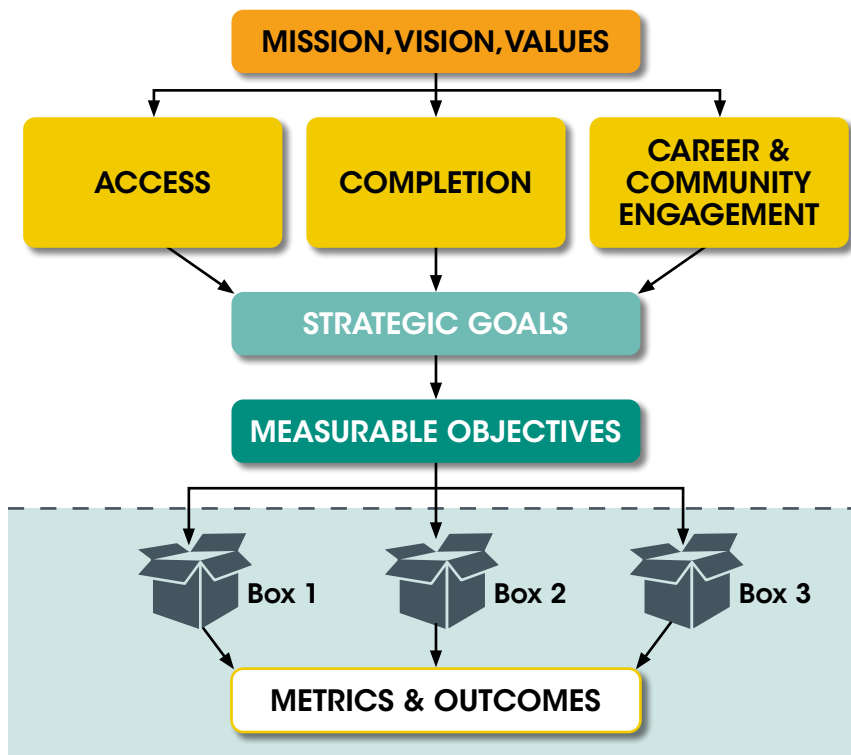 MISSION, VISION, VALUES
ACCESS
COMPLETION
CAREER &
COMMUNITY
ENGAGEMENT
STRATEGIC GOALS
MEASURABLE OBJECTIVES
Box 1
Box 2
Box 3
METRICS & OUTCOMES